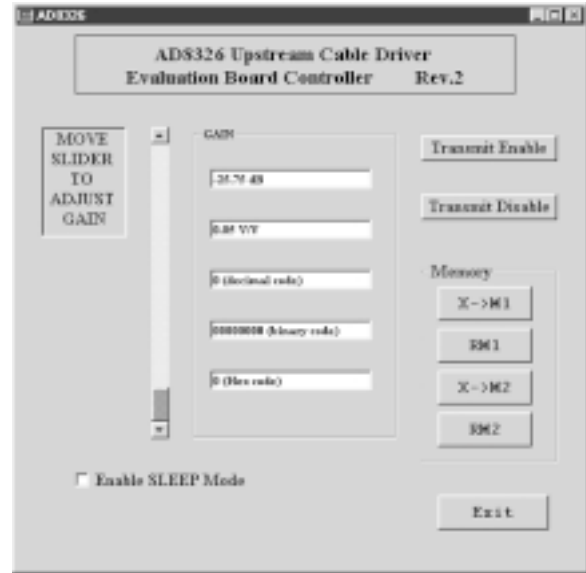 AD8326
AD8326 Upstream Cable Driver
Evaluation Board Controller Rev.2
MOVE
SLIDER
TO
ADJUST
GAIN
GAIN
-25.75 dB
0.05 V/V
0 (decimal code)
00000000 (binary code)
0 (Hex code)
Transmit Enable
Transmit Disable
Memory
X->M1
RM1
X->M2
RM2
Enable SLEEP Mode
Exit